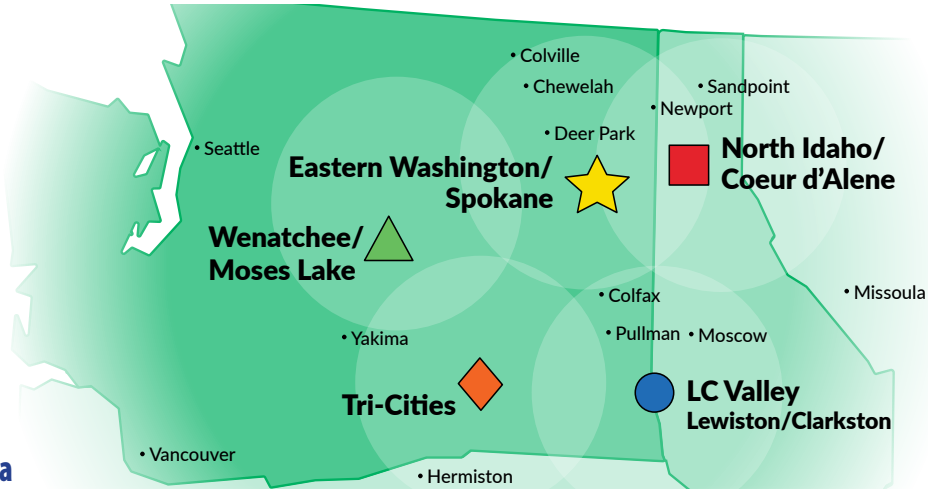 Colville
Chewelah
Sandpoint
Newport
Deer Park
Seattle
Eastern Washington/
Spokane
North Idaho/
Coeur d’Alene
Wenatchee/
Moses Lake
Colfax
Missoula
Yakima
Pullman
Moscow
Tri-Cities
LC Valley
Lewiston/Clarkston
Vancouver
a
Hermiston